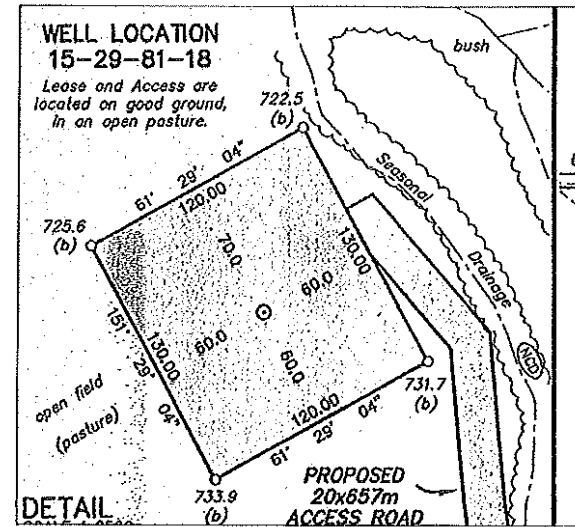 WELL LOCATION
15-29-81-18
Lease and Access are
located on good ground,
in an open pasture.
bush
722.5
(b)
Seasonal
Drainage
NCD
61° 29' 04"
120.00
725.6
(b)
70.0
130.00
60.0
60.0
60.0
151° 29' 04"
130.00
open field
(pasture)
731.7
(b)
120.00
61° 29' 04"
733.9
(b)
PROPOSED
20x657m
ACCESS ROAD
DETAIL